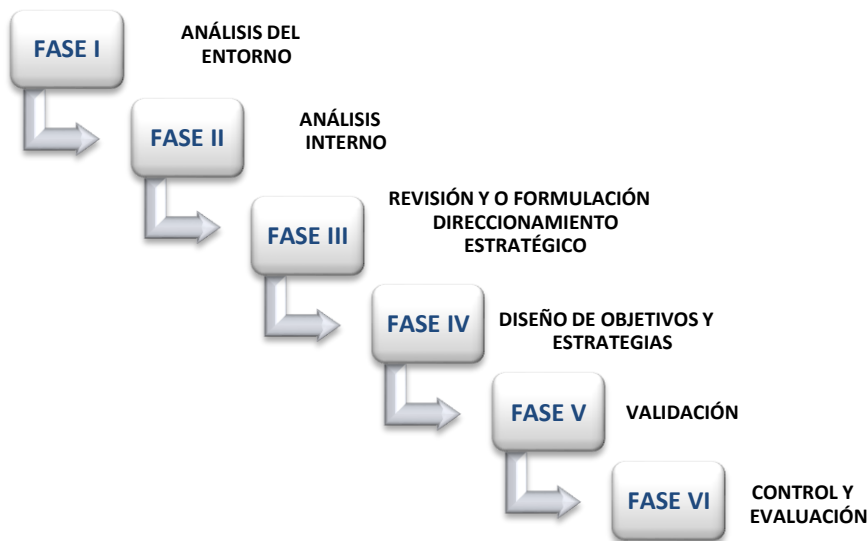 FASE I
ANÁLISIS DEL
ENTORNO
FASE II
ANÁLISIS
INTERNO
FASE III
REVISIÓN Y O FORMULACIÓN
DIRECCIONAMIENTO
ESTRATÉGICO
FASE IV
DISEÑO DE OBJETIVOS Y
ESTRATEGIAS
FASE V
VALIDACIÓN
FASE VI
CONTROL Y
EVALUACIÓN